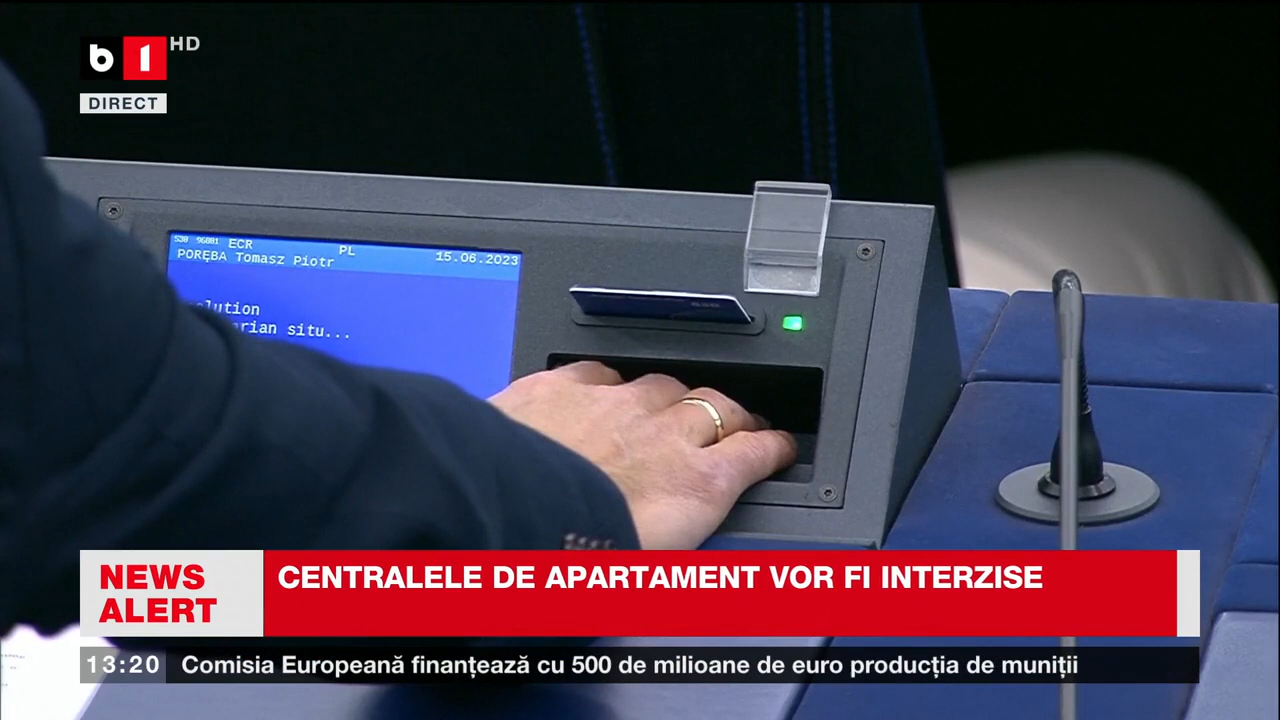 b1 HD
DIRECT
ECR PL
PORĘBA Tomasz Piotr 15.06.2023
situ...
NEWS ALERT
CENTRALELE DE APARTAMENT VOR FI INTERZISE
13:20 Comisia Europeană finanțează cu 500 de milioane de euro producția de muniții